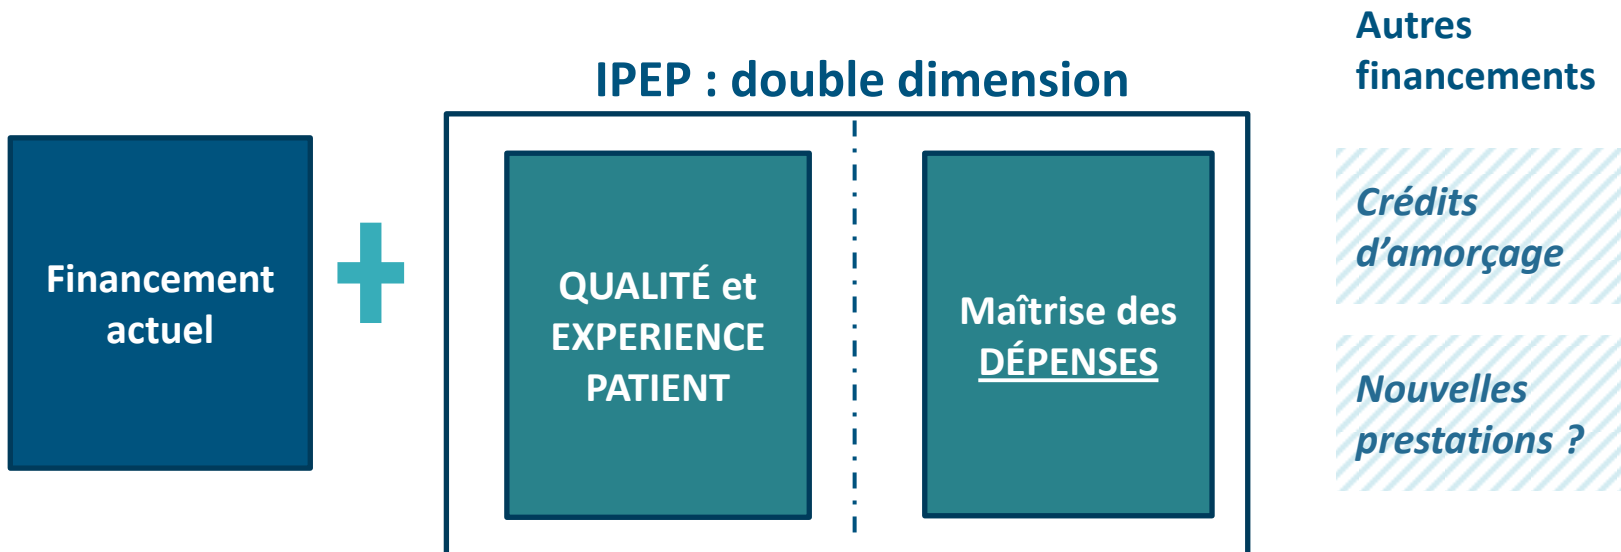 IPEP : double dimension
Financement
actuel
QUALITÉ et
EXPERIENCE
PATIENT
Maîtrise des
DÉPENSES
Autres
financements
Crédits
d’amorçage
Nouvelles
prestations ?